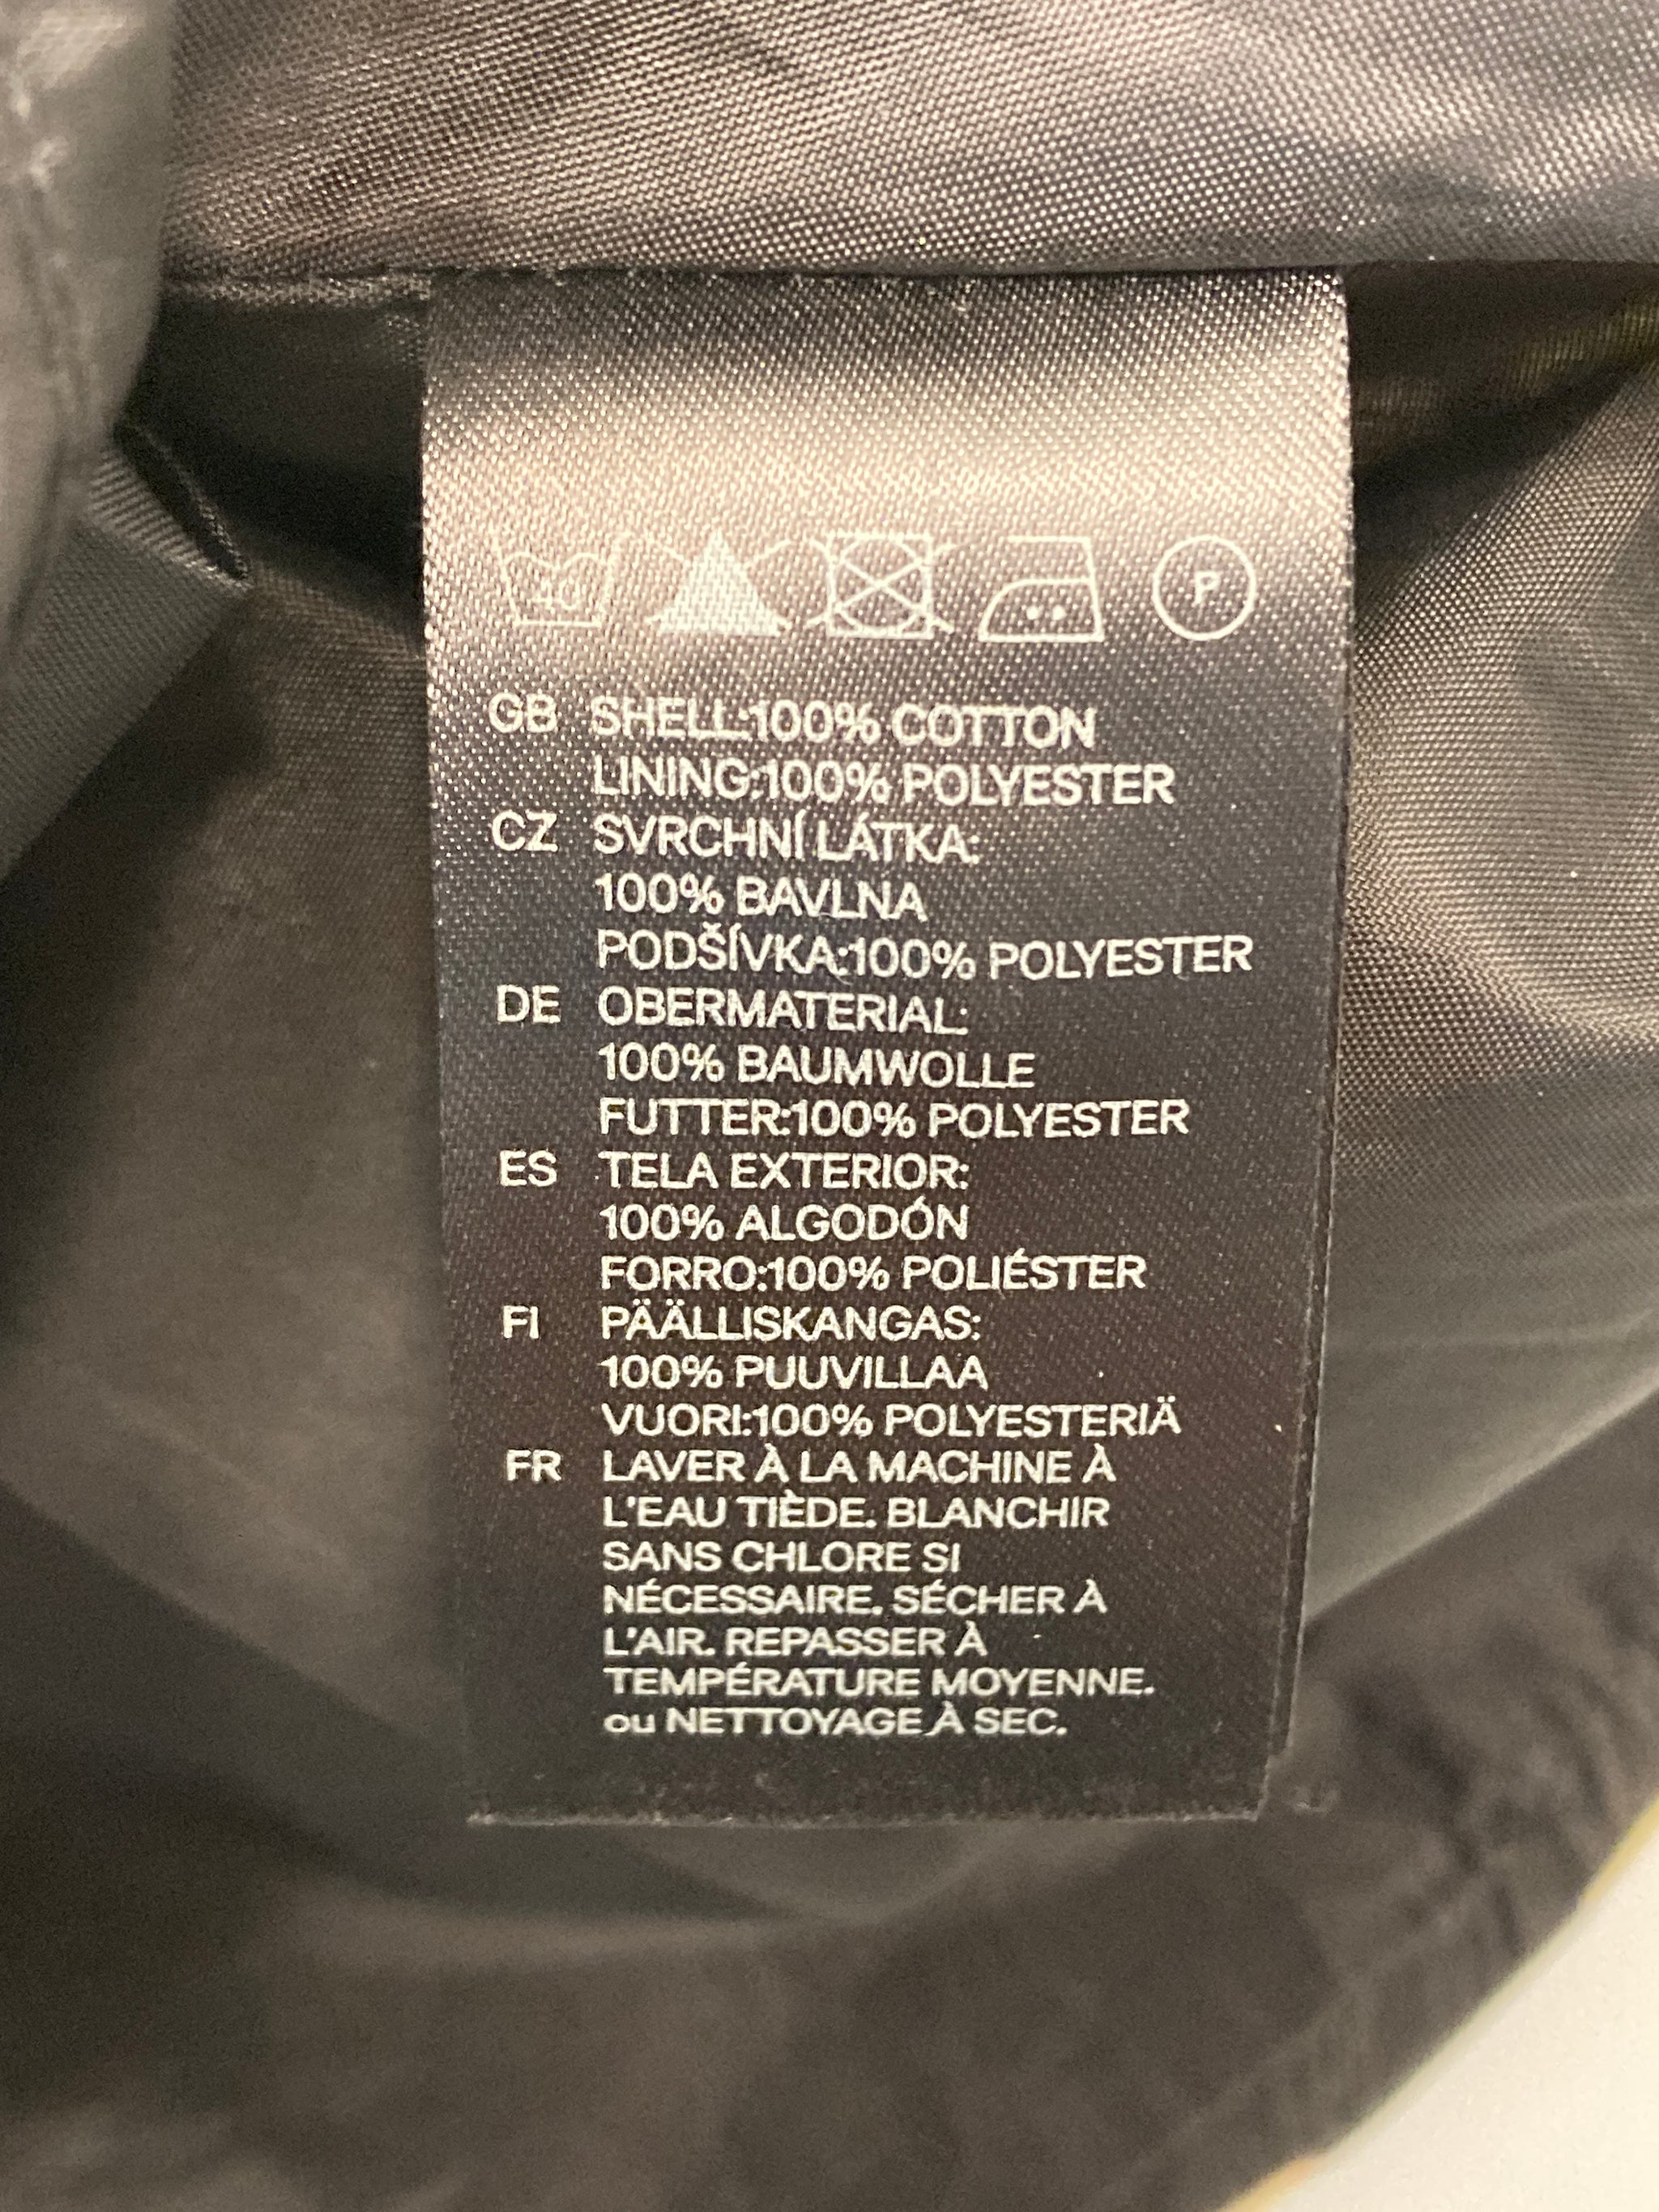 40
P
GB SHELL:100% COTTON
LINING:100% POLYESTER
CZ SVRCHNÍ LÁTKA:
100% BAVLNA
PODŠÍVKA:100% POLYESTER
DE OBERMATERIAL:
100% BAUMWOLLE
FUTTER:100% POLYESTER
ES TELA EXTERIOR:
100% ALGODÓN
FORRO:100% POLIÉSTER
FI PÄÄLLISKANGAS:
100% PUUVILLAA
VUORI:100% POLYESTERIÄ
FR LAVER À LA MACHINE À
L'EAU TIÈDE. BLANCHIR
SANS CHLORE SI
NÉCESSAIRE. SÉCHER À
L'AIR. REPASSER À
TEMPÉRATURE MOYENNE.
ou NETTOYAGE À SEC.